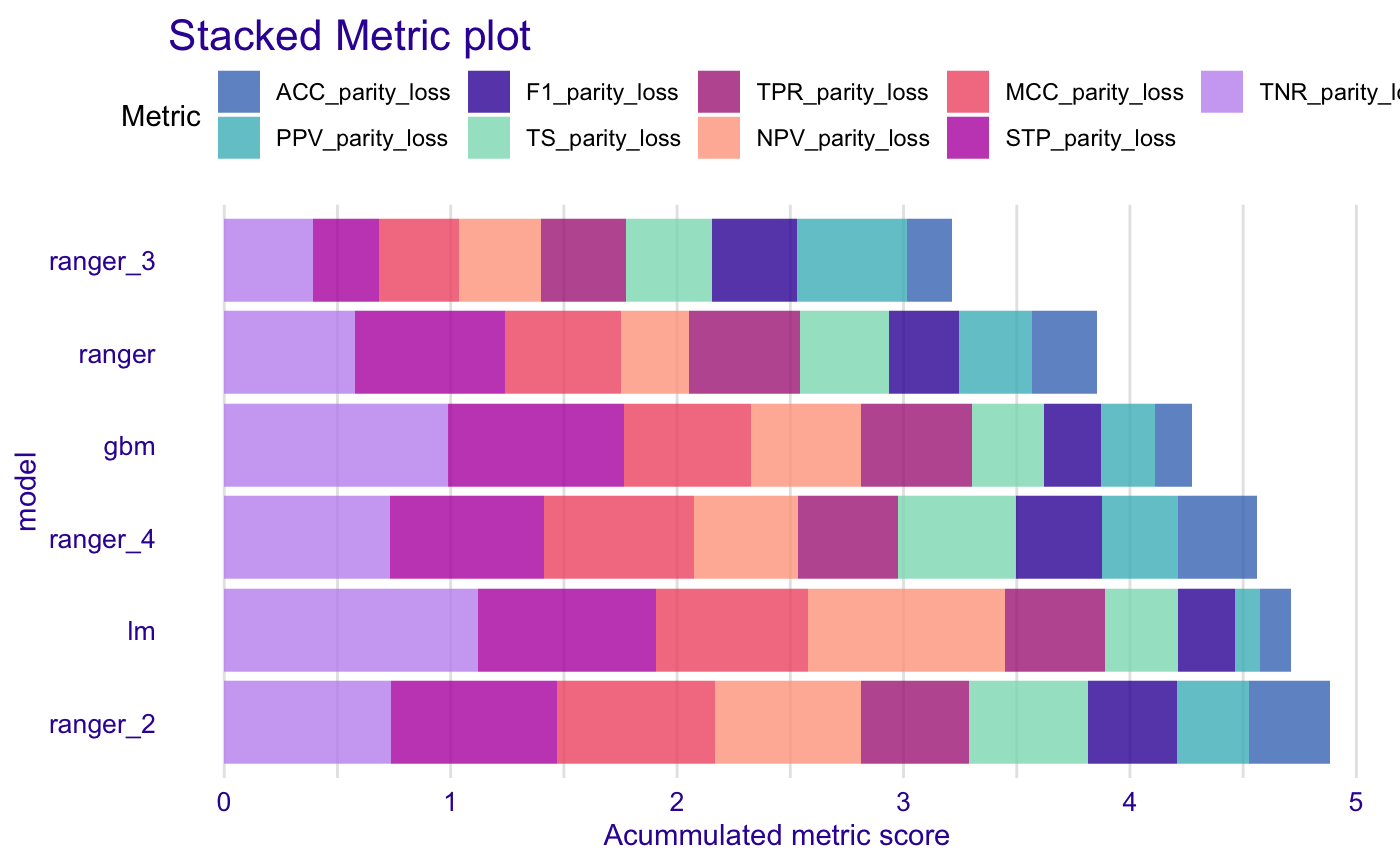 Stacked Metric plot
Metric
ACC_parity_loss F1_parity_loss TPR_parity_loss MCC_parity_loss
PPV_parity_loss TS_parity_loss NPV_parity_loss STP_parity_loss
model
ranger_3
ranger
gbm
ranger_4
lm
ranger_2
0 1 2 3 4 5
Acummulated metric score